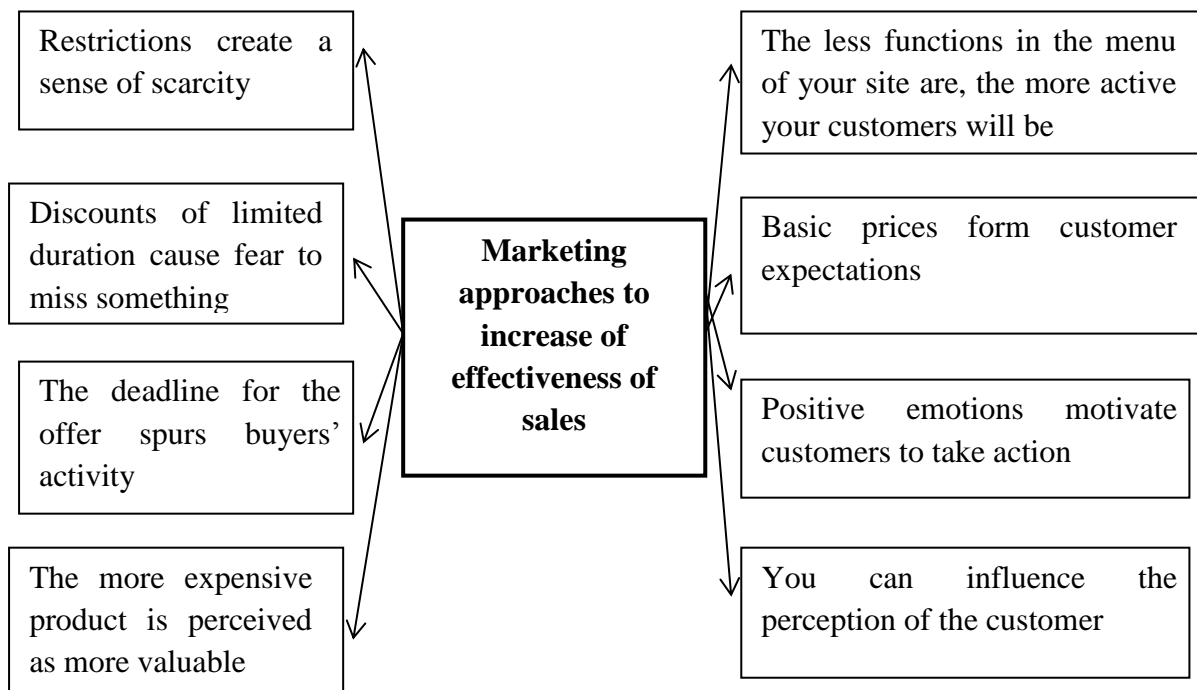 Restrictions create a
sense of scarcity
Discounts of limited
duration cause fear to
miss something
The deadline for the
offer spurs buyers’
activity
The more expensive
product is perceived
as more valuable
Marketing
approaches to
increase of
effectiveness of
sales
The less functions in the menu
of your site are, the more active
your customers will be
Basic prices form customer
expectations
Positive emotions motivate
customers to take action
You can influence the
perception of the customer